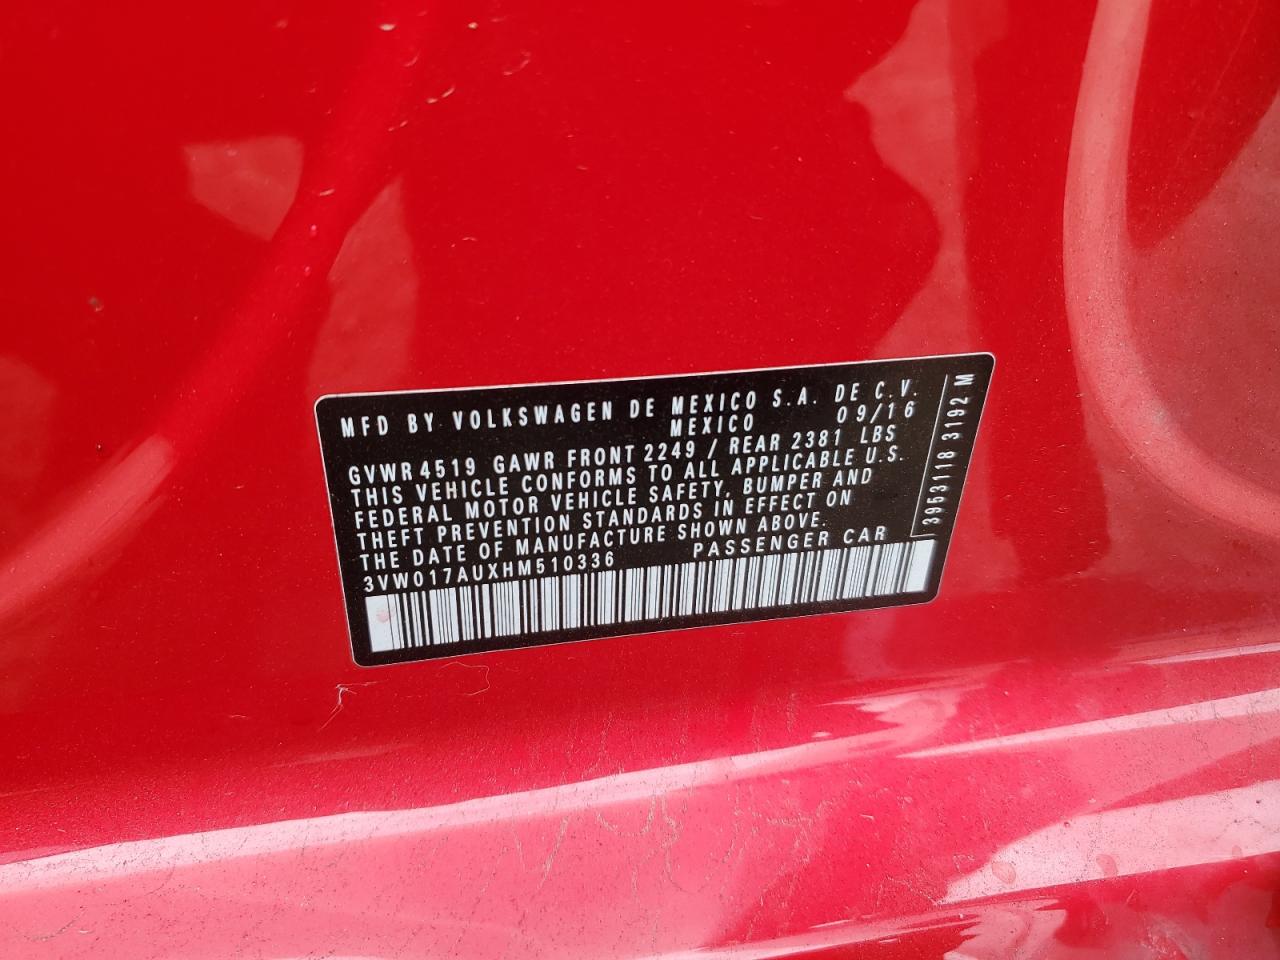 MFD BY VOLKSWAGEN DE MEXICO S.A. DE C.V.
MEXICO 09/16
GVWR 4519 GAWR FRONT 2249 / REAR 2381 LBS
THIS VEHICLE CONFORMS TO ALL APPLICABLE U.S.
FEDERAL MOTOR VEHICLE SAFETY, BUMPER AND
THEFT PREVENTION STANDARDS IN EFFECT ON
THE DATE OF MANUFACTURE SHOWN ABOVE.
3VW017AUXHM510336 PASSENGER CAR
3953118 3192 M